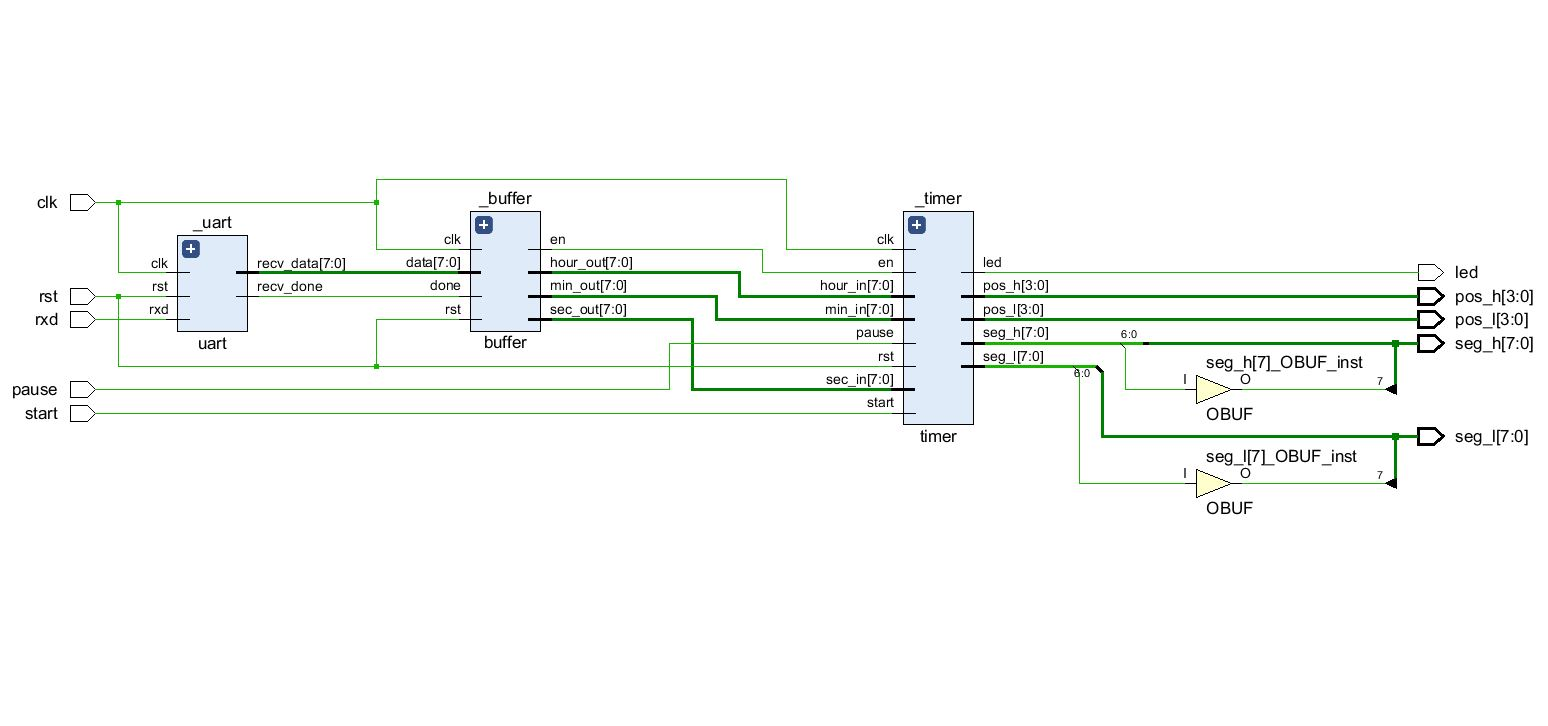 clk
rst
rxd
pause
start
_uart
clk
rst
rxd
recv_data[7:0]
recv_done
uart
_buffer
clk
data[7:0]
done
rst
en
hour_out[7:0]
min_out[7:0]
sec_out[7:0]
buffer
_timer
clk
en
hour_in[7:0]
min_in[7:0]
pause
rst
sec_in[7:0]
start
led
pos_h[3:0]
pos_l[3:0]
seg_h[7:0]
seg_l[7:0]
timer
6:0
6:0
seg_h[7]_OBUF_inst
I
O
7
OBUF
seg_l[7]_OBUF_inst
I
O
7
OBUF
led
pos_h[3:0]
pos_l[3:0]
seg_h[7:0]
seg_l[7:0]